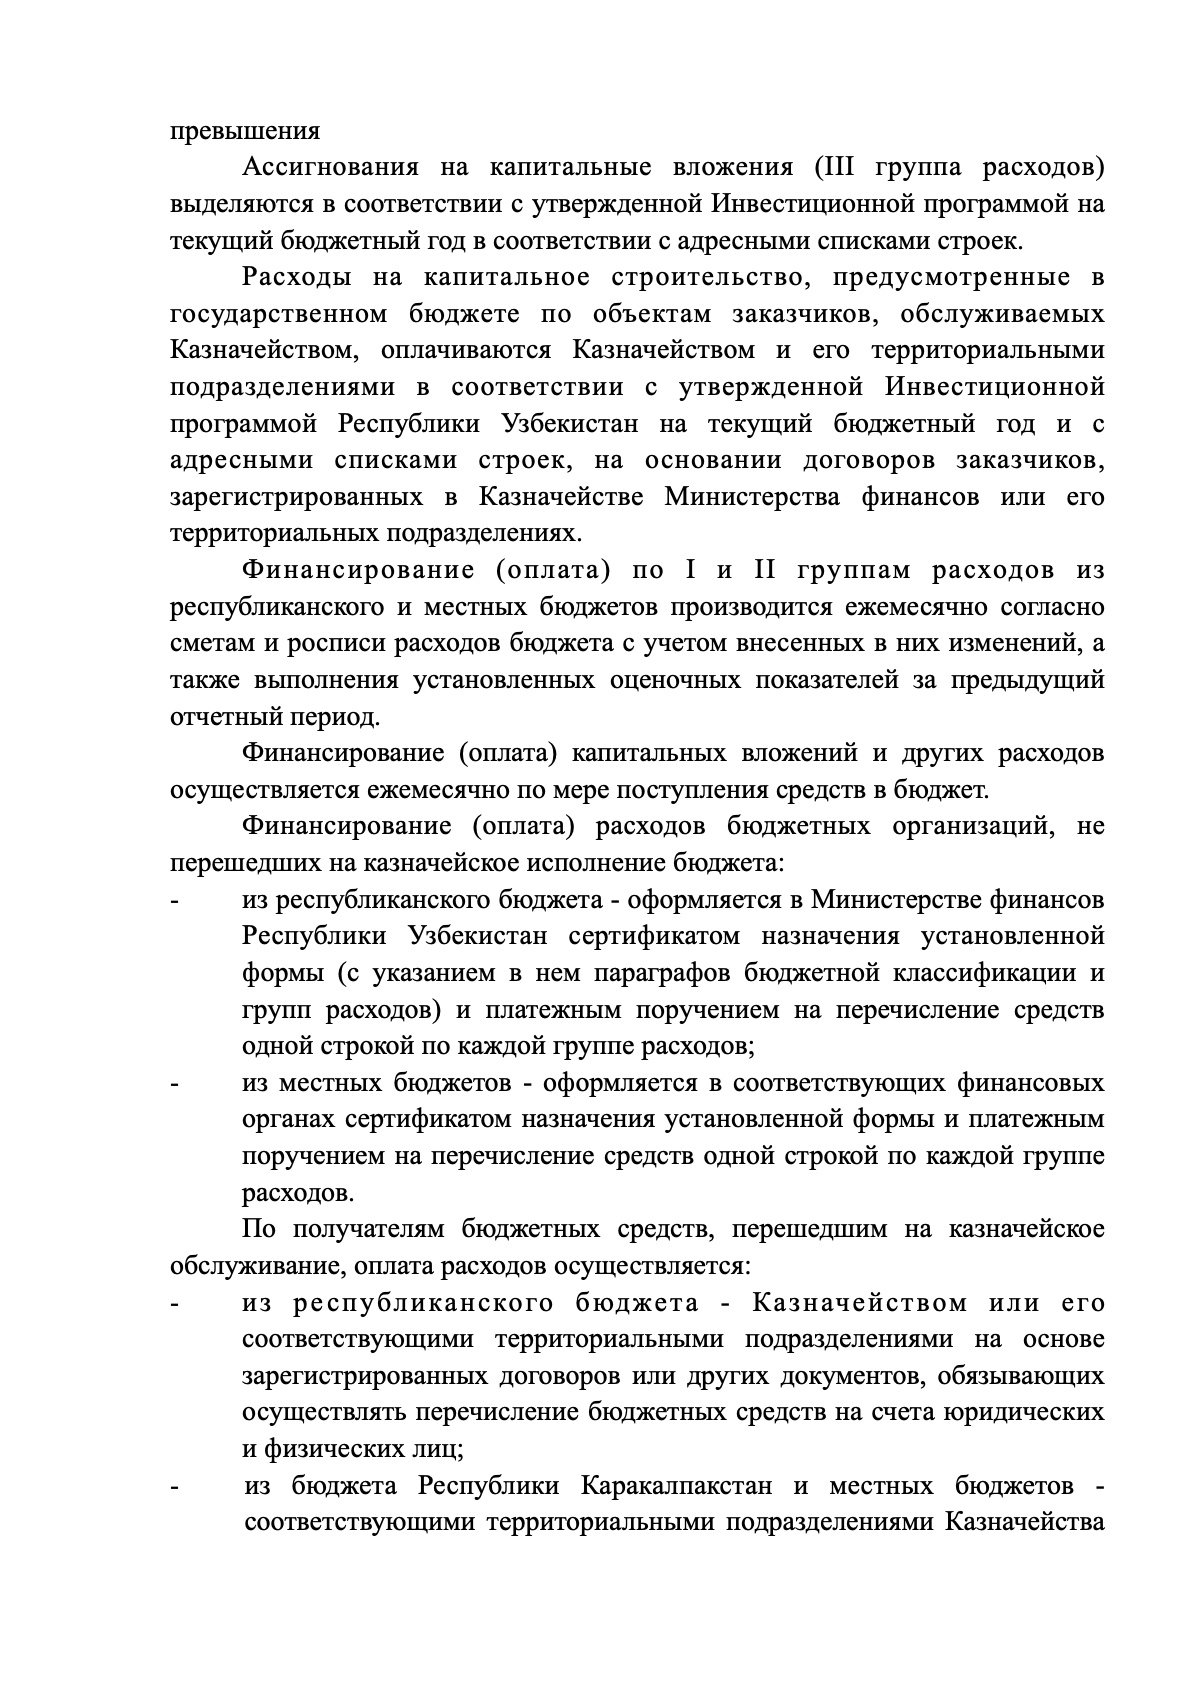 превышения
Ассигнования на капитальные вложения (III группа расходов)
выделяются в соответствии с утвержденной Инвестиционной программой на
текущий бюджетный год в соответствии с адресными списками строек.
Расходы на капитальное строительство, предусмотренные в
государственном бюджете по объектам заказчиков, обслуживаемых
Казначейством, оплачиваются Казначейством и его территориальными
подразделениями в соответствии с утвержденной Инвестиционной
программой Республики Узбекистан на текущий бюджетный год и с
адресными списками строек, на основании договоров заказчиков,
зарегистрированных в Казначействе Министерства финансов или его
территориальных подразделениях.
Финансирование (оплата) по I и II группам расходов из
республиканского и местных бюджетов производится ежемесячно согласно
сметам и росписи расходов бюджета с учетом внесенных в них изменений, а
также выполнения установленных оценочных показателей за предыдущий
отчетный период.
Финансирование (оплата) капитальных вложений и других расходов
осуществляется ежемесячно по мере поступления средств в бюджет.
Финансирование (оплата) расходов бюджетных организаций, не
перешедших на казначейское исполнение бюджета:
- из республиканского бюджета - оформляется в Министерстве финансов
Республики Узбекистан сертификатом назначения установленной
формы (с указанием в нем параграфов бюджетной классификации и
групп расходов) и платежным поручением на перечисление средств
одной строкой по каждой группе расходов;
- из местных бюджетов - оформляется в соответствующих финансовых
органах сертификатом назначения установленной формы и платежным
поручением на перечисление средств одной строкой по каждой группе
расходов.
По получателям бюджетных средств, перешедшим на казначейское
обслуживание, оплата расходов осуществляется:
- из республиканского бюджета - Казначейством или его
соответствующими территориальными подразделениями на основе
зарегистрированных договоров или других документов, обязывающих
осуществлять перечисление бюджетных средств на счета юридических
и физических лиц;
- из бюджета Республики Каракалпакстан и местных бюджетов -
соответствующими территориальными подразделениями Казначейства